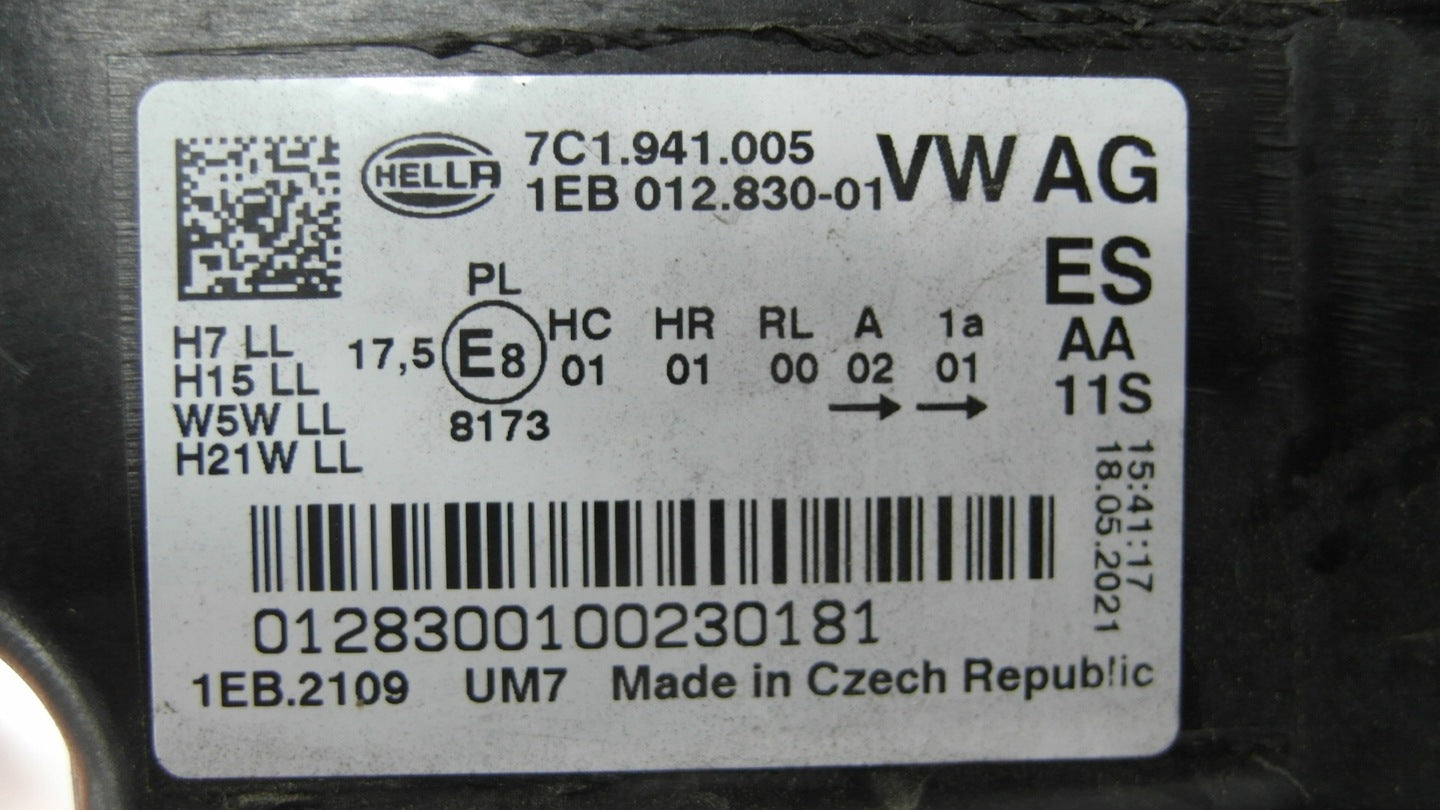 HELLA
7C1.941.005
1EB 012.830-01
VW AG
ES
AA
11S
PL
17,5 E8 HC HR RL A 1a
01 01 00 02 01
8173
H7 LL
H15 LL
W5W LL
H21W LL
15:41:17
18.05.2021
0128300100230181
1EB.2109 UM7 Made in Czech Republic